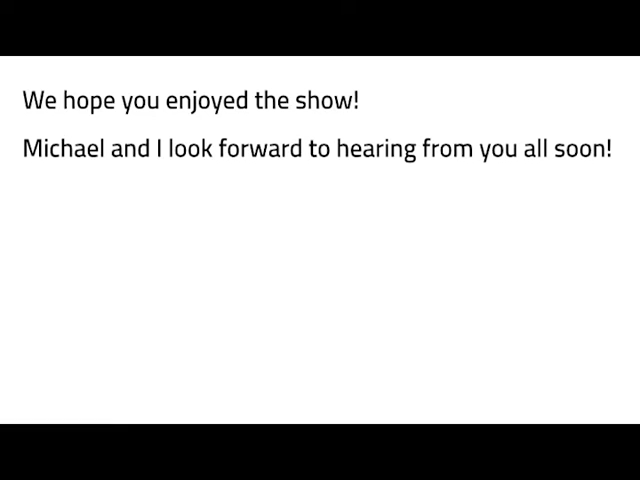 We hope you enjoyed the show!
Michael and I look forward to hearing from you all soon!